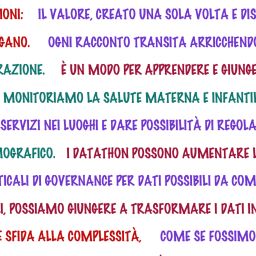 IONI: IL VALORE, CREATO UNA SOLA VOLTA E DIS
GANO. OGNI RACCONTO TRANSITA ARRICCHENDO
RAZIONE. È UN MODO PER APPRENDERE E GIUNGE
MONITORIAMO LA SALUTE MATERNA E INFANTI
SERVIZI NEI LUOGHI E DARE POSSIBILITÀ DI REGOLA
MOGRAFICO. I DATATHON POSSONO AUMENTARE L
TICALI DI GOVERNANCE PER DATI POSSIBILI DA COM
I, POSSIAMO GIUNGERE A TRASFORMARE I DATI IN
E SFIDA ALLA COMPLESSITÀ, COME SE FOSSIMO